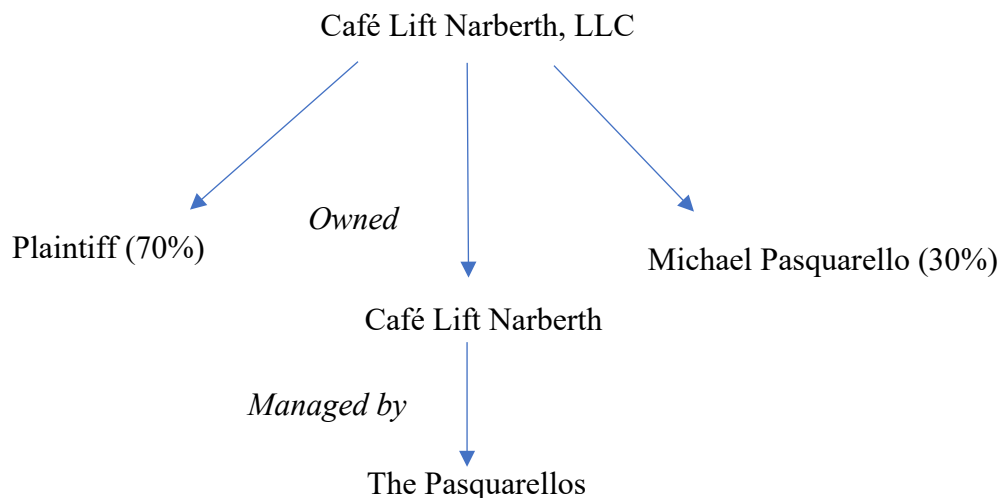 Café Lift Narberth, LLC
Owned
Plaintiff (70%)
Michael Pasquarello (30%)
Café Lift Narberth
Managed by
The Pasquarellos